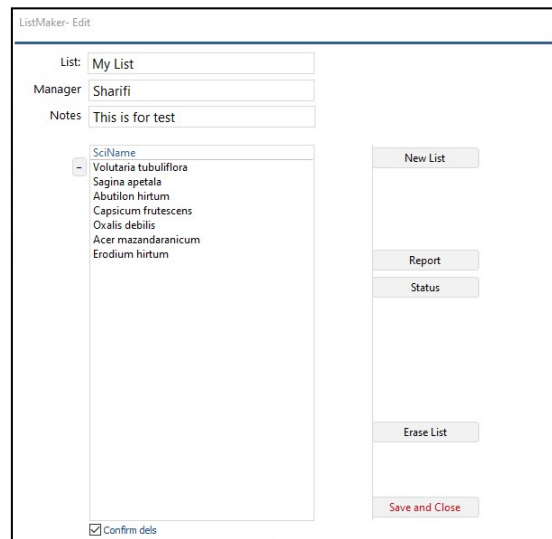 ListMaker- Edit
List: My List
Manager Sharifi
Notes This is for test
SciName
-
Volutaria tubuliflora
Sagina apetala
Abutilon hirtum
Capsicum frutescens
Oxalis debilis
Acer mazandaranicum
Erodium hirtum
New List
Report
Status
Erase List
Save and Close
Confirm dels